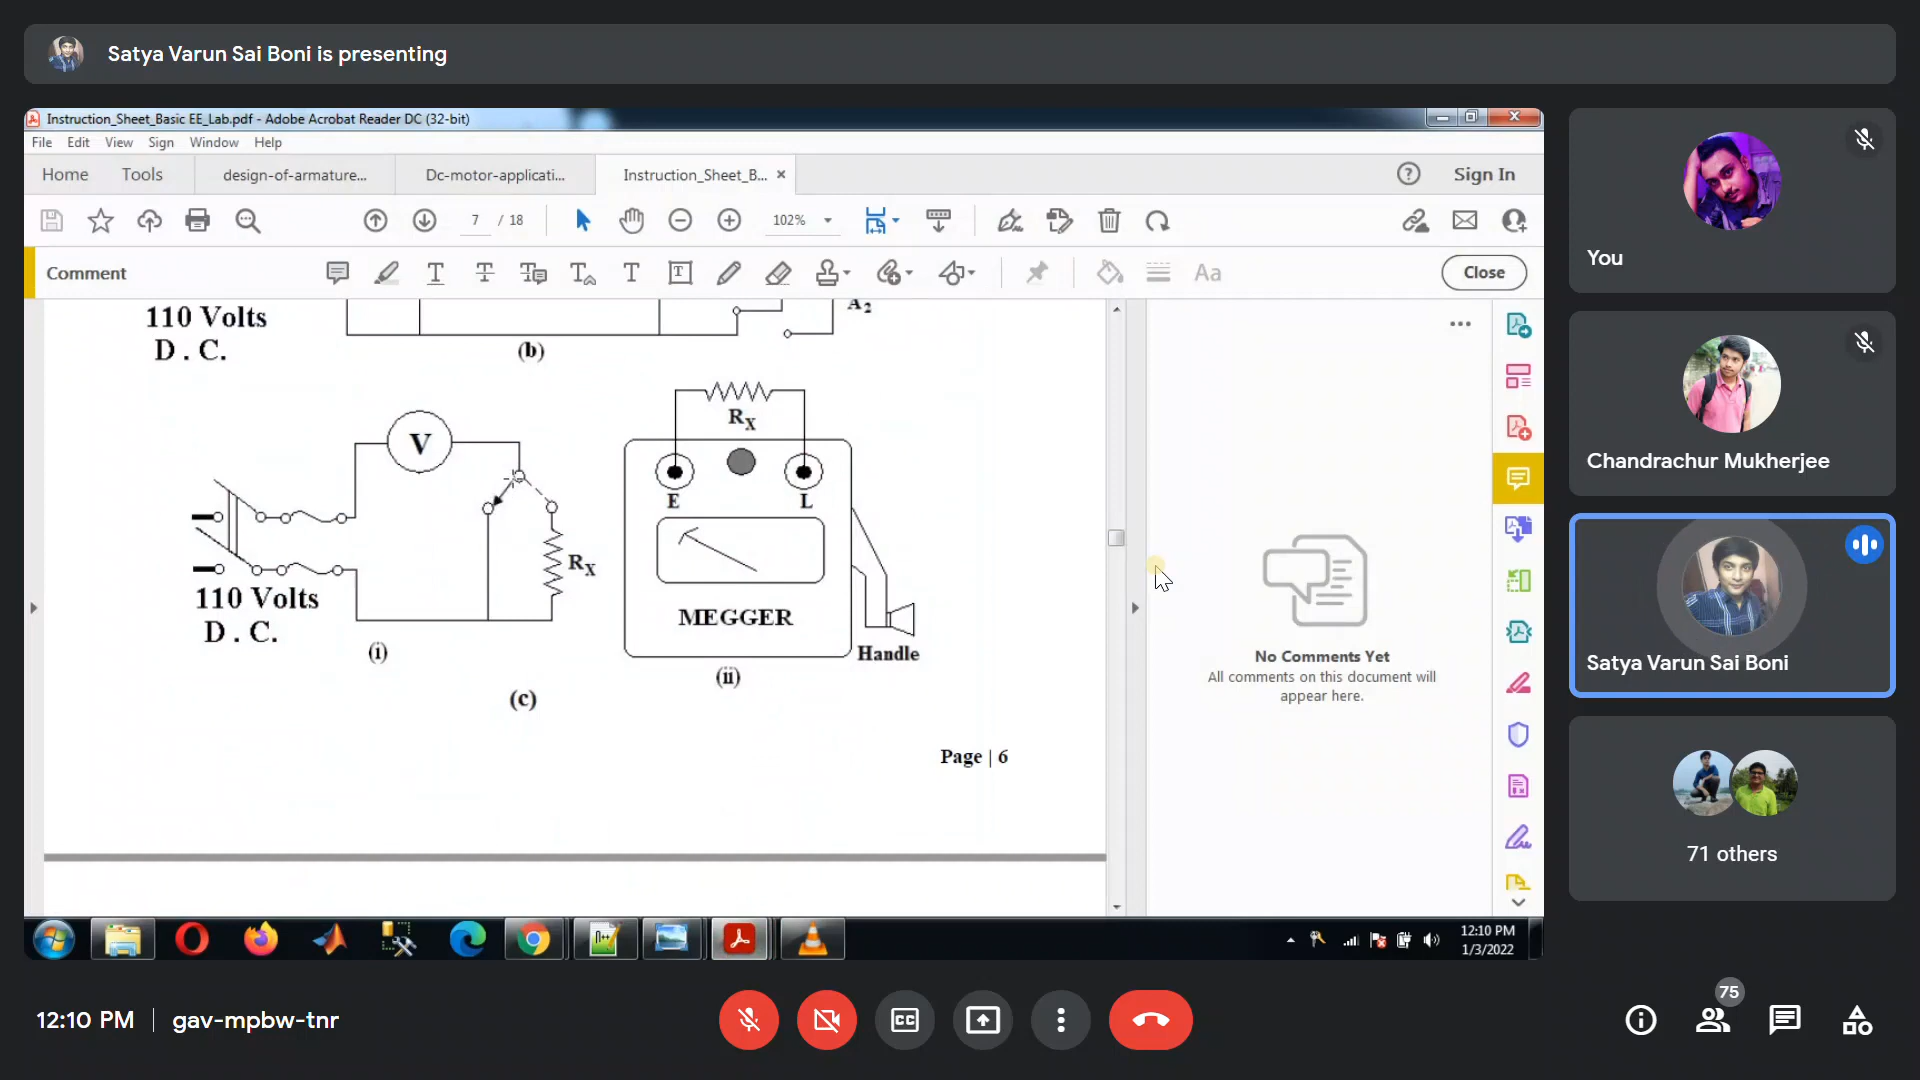 Satya Varun Sai Boni is presenting
Instruction_Sheet_Basic EE_Lab.pdf - Adobe Acrobat Reader DC (32-bit)
File Edit View Sign Window Help
Home Tools design-of-armature... Dc-motor-applicati... Instruction_Sheet_B... Sign In
7 / 18 102%
Comment Close
110 Volts
D . C.
A2
(b)
RX
V
E L
RX
110 Volts
D . C.
MEGGER
Handle
(i)
(ii)
(c)
Page | 6
No Comments Yet
All comments on this document will
appear here.
12:10 PM
1/3/2022
You
Chandrachur Mukherjee
Satya Varun Sai Boni
71 others
12:10 PM | gav-mpbw-tnr
CC
75